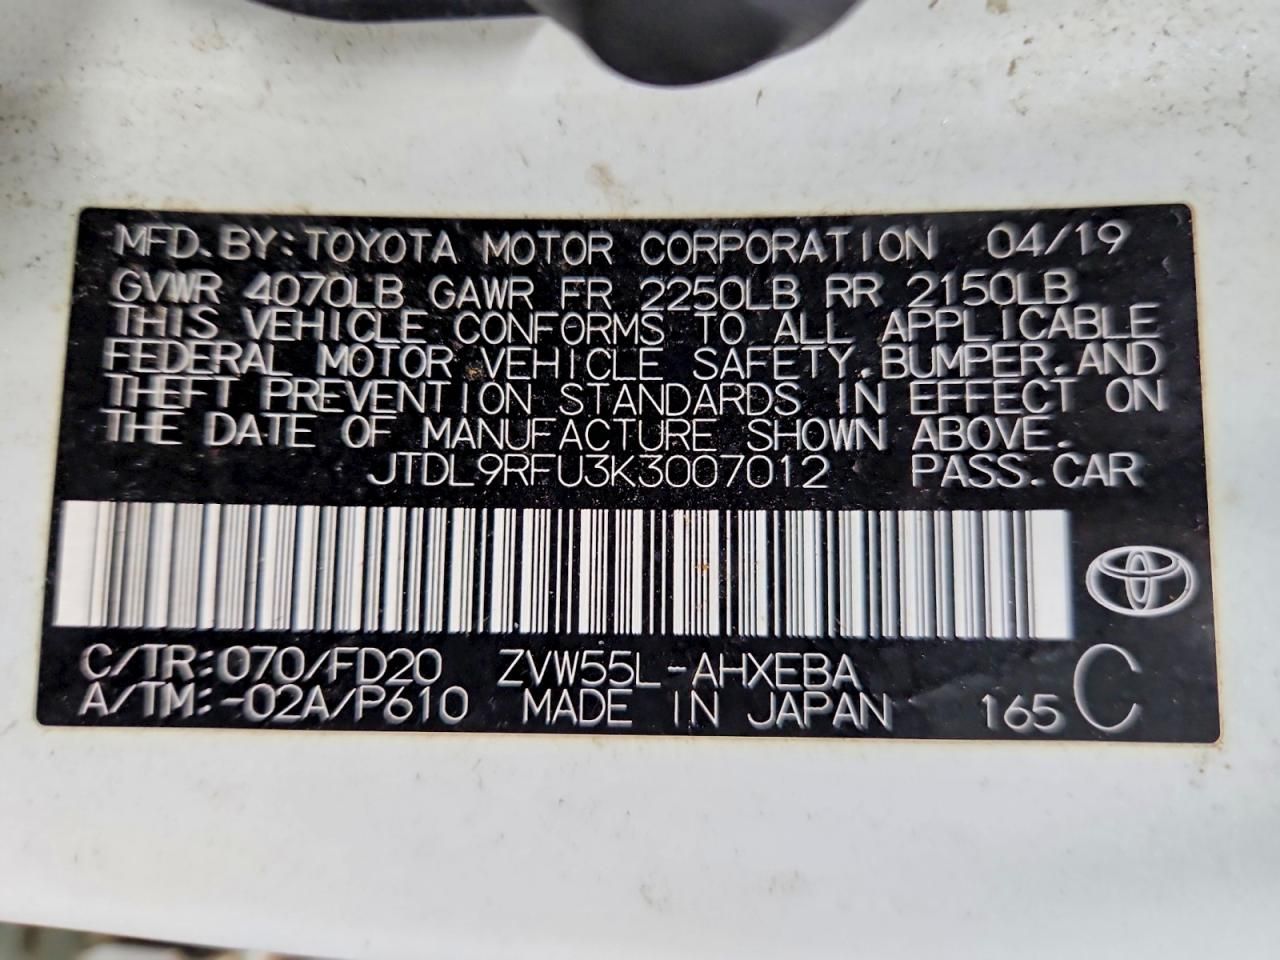 MFD. BY: TOYOTA MOTOR CORPORATION 04/19
GVWR 4070LB GAWR FR 2250LB RR 2150LB
THIS VEHICLE CONFORMS TO ALL APPLICABLE
FEDERAL MOTOR VEHICLE SAFETY, BUMPER, AND
THEFT PREVENTION STANDARDS IN EFFECT ON
THE DATE OF MANUFACTURE SHOWN ABOVE.
JTDL9RFU3K3007012 PASS. CAR
C/TR: 070/FD20 ZVW55L-AHXEBA
A/TM: -02A/P610 MADE IN JAPAN 165 C